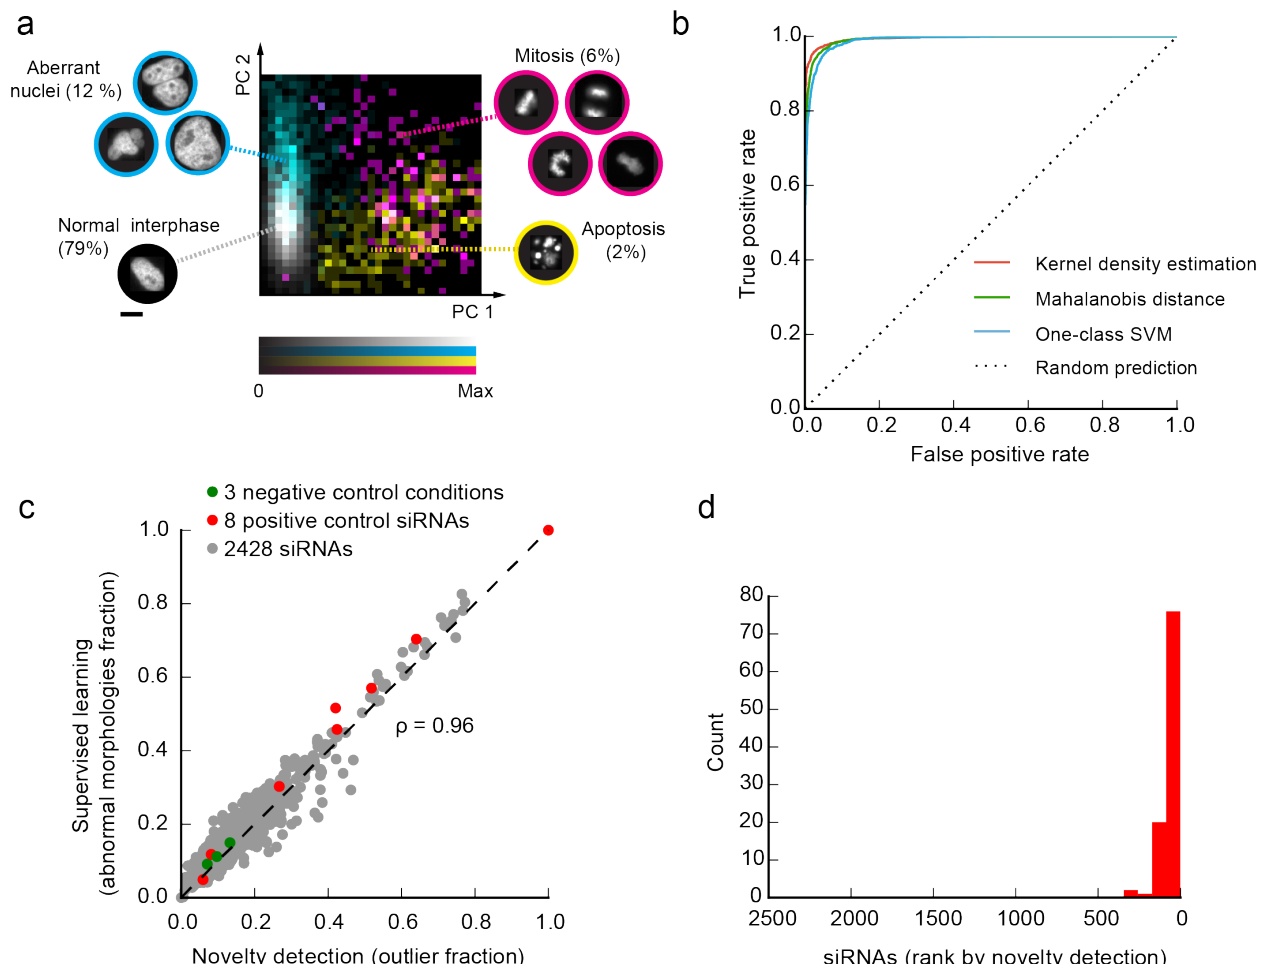 a
Aberrant
nuclei (12 %)
Normal interphase
(79%)
PC 2
PC 1
Mitosis (6%)
Apoptosis
(2%)
0
Max
b
True positive rate
1.0
0.8
0.6
0.4
0.2
0.0
0.0 0.2 0.4 0.6 0.8 1.0
False positive rate
Kernel density estimation
Mahalanobis distance
One-class SVM
Random prediction
c
3 negative control conditions
8 positive control siRNAs
2428 siRNAs
Supervised learning
(abnormal morphologies fraction)
1.0
0.8
0.6
0.4
0.2
0.0
ρ = 0.96
0.0 0.2 0.4 0.6 0.8 1.0
Novelty detection (outlier fraction)
d
Count
80
70
60
50
40
30
20
10
0
2500 2000 1500 1000 500 0
siRNAs (rank by novelty detection)